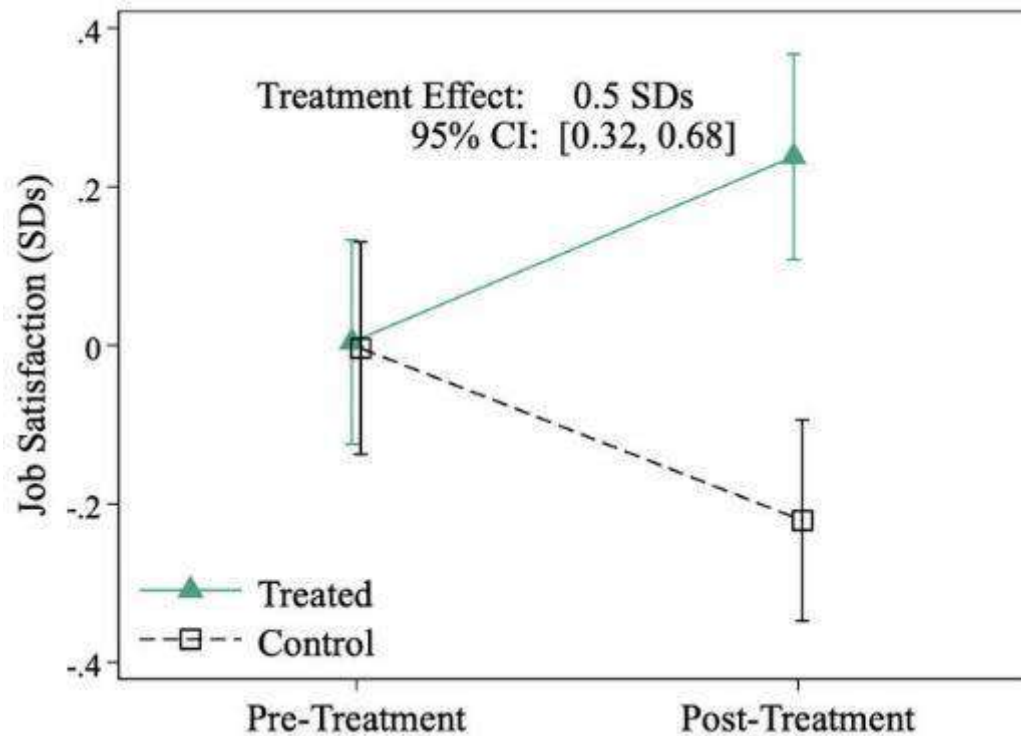 .4
Treatment Effect: 0.5 SDs
95% CI: [0.32, 0.68]
.2
Job Satisfaction (SDs)
0
-.2
Treated
Control
-.4
Pre-Treatment Post-Treatment